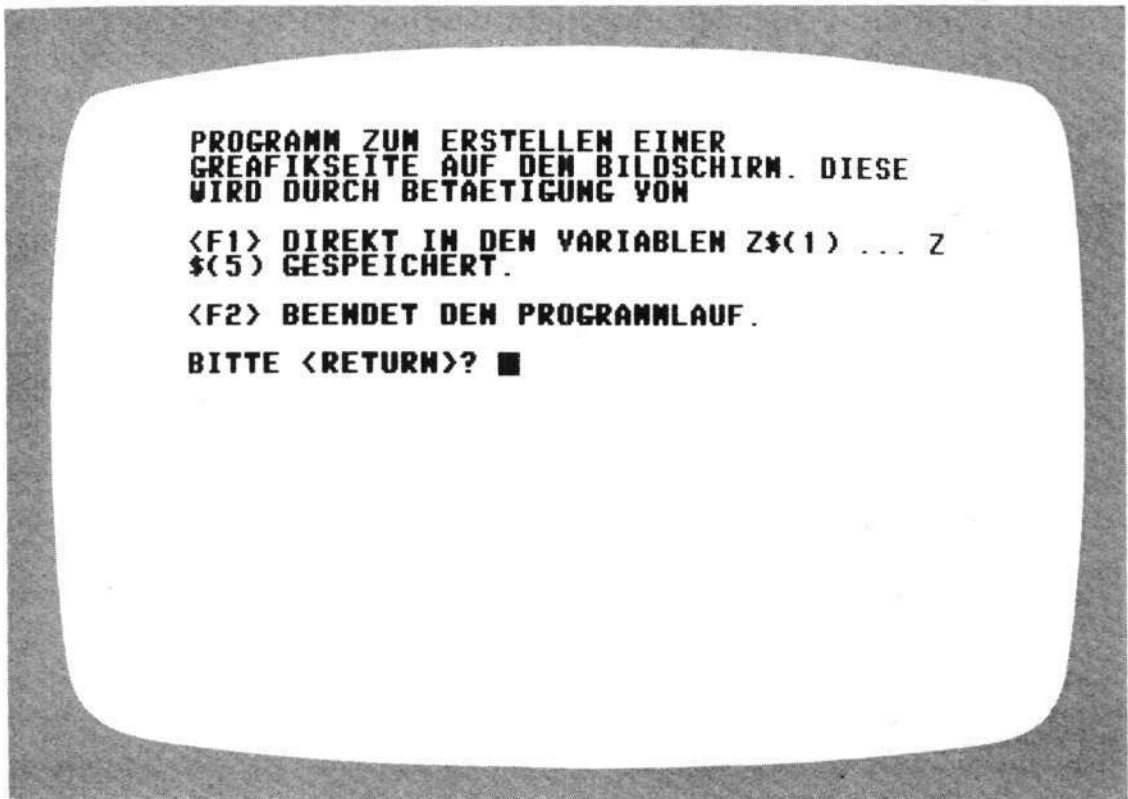 PROGRAMM ZUM ERSTELLEN EINER
GREAFIKSEITE AUF DEM BILDSCHIRM. DIESE
WIRD DURCH BETAETIGUNG VON
<F1> DIREKT IN DEN VARIABLEN Z$(1) ... Z
$(5) GESPEICHERT.
<F2> BEENDET DEN PROGRAMMLAUF.
BITTE <RETURN>?